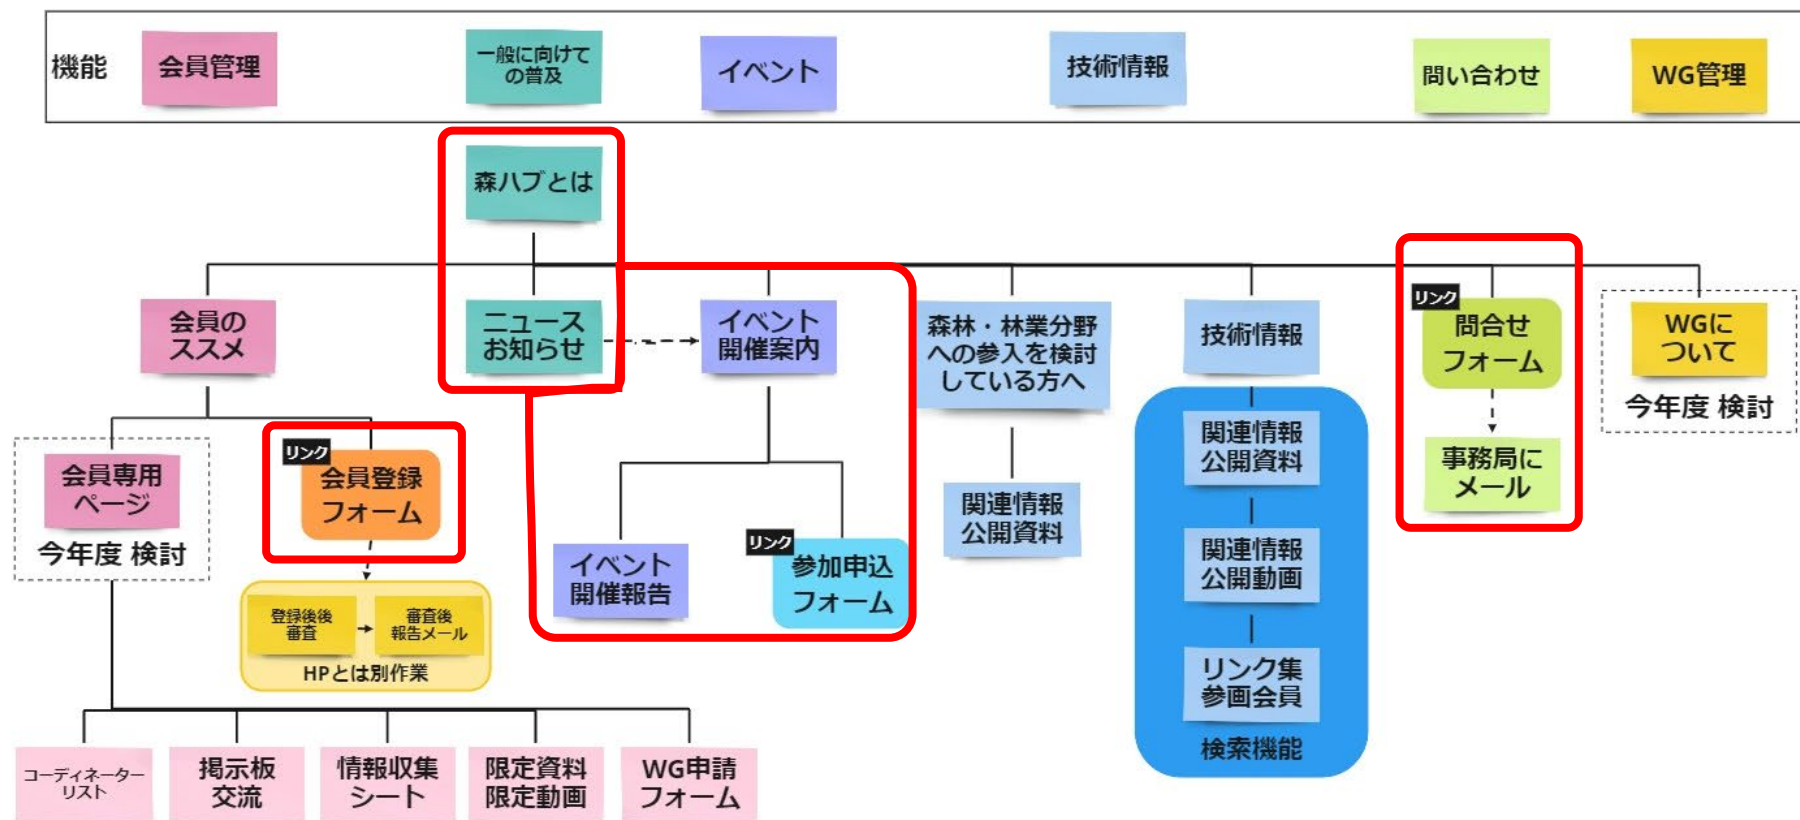 機能
会員管理
一般に向けて
の普及
イベント
技術情報
問い合わせ
WG管理
森ハブとは
会員の
ススメ
ニュース
お知らせ
イベント
開催案内
森林・林業分野
への参入を検討
している方へ
技術情報
リンク
問合せ
フォーム
WGに
ついて
今年度 検討
会員専用
ページ
今年度 検討
リンク
会員登録
フォーム
登録後後
審査
審査後
報告メール
HPとは別作業
イベント
開催報告
リンク
参加申込
フォーム
関連情報
公開資料
関連情報
公開資料
関連情報
公開動画
リンク集
参画会員
検索機能
事務局に
メール
コーディネーター
リスト
掲示板
交流
情報収集
シート
限定資料
限定動画
WG申請
フォーム